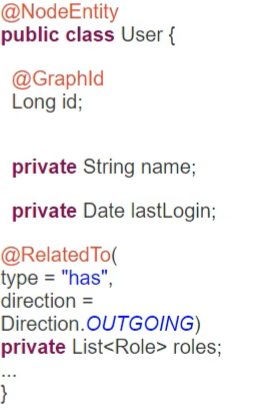 @NodeEntity
public class User {
@GraphId
Long id;
private String name;
private Date lastLogin;
@RelatedTo(
type = "has",
direction =
Direction.OUTGOING)
private List<Role> roles;
...
}